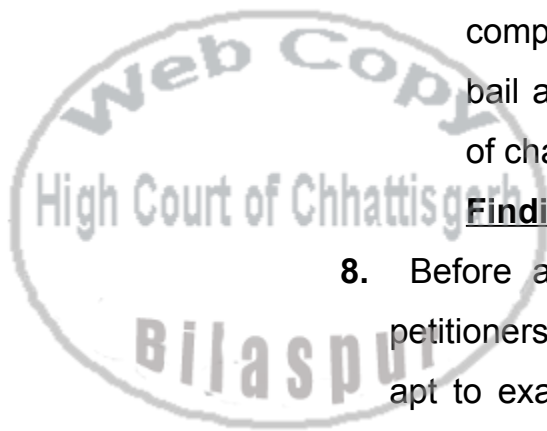 comp
bail a
of cha
Findi
8. Before a
petitioners
apt to exa
Web Copy
High Court of Chhattisgarh
Bilaspur